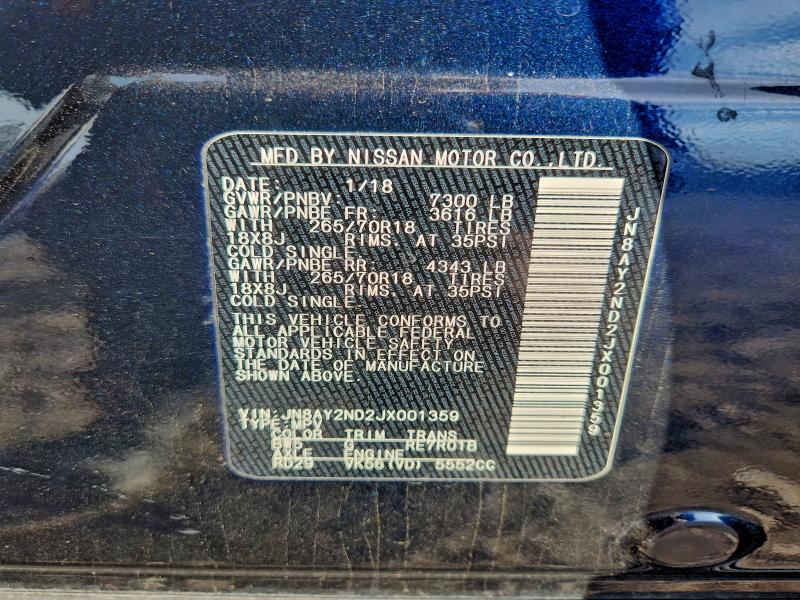 MFD BY NISSAN MOTOR CO.,LTD.
DATE: 1/18
GVWR/PNBV: 7300 LB
GAWR/PNBE FR. 3616 LB
WITH 265/70R18 TIRES
18X8J RIMS. AT 35PSI
COLD SINGLE
GAWR/PNBE RR. 4343 LB
WITH 265/70R18 TIRES
18X8J RIMS. AT 35PSI
COLD SINGLE
THIS VEHICLE CONFORMS TO
ALL APPLICABLE FEDERAL
MOTOR VEHICLE SAFETY
STANDARDS IN EFFECT ON
THE DATE OF MANUFACTURE
SHOWN ABOVE.
VIN: JN8AY2ND2JX001359
TYPE: MPV
COLOR TRIM TRANS
G RE7R01B
AXLE ENGINE
RD29 VK56(VD) 5552CC
JN8AY2ND2JX001359